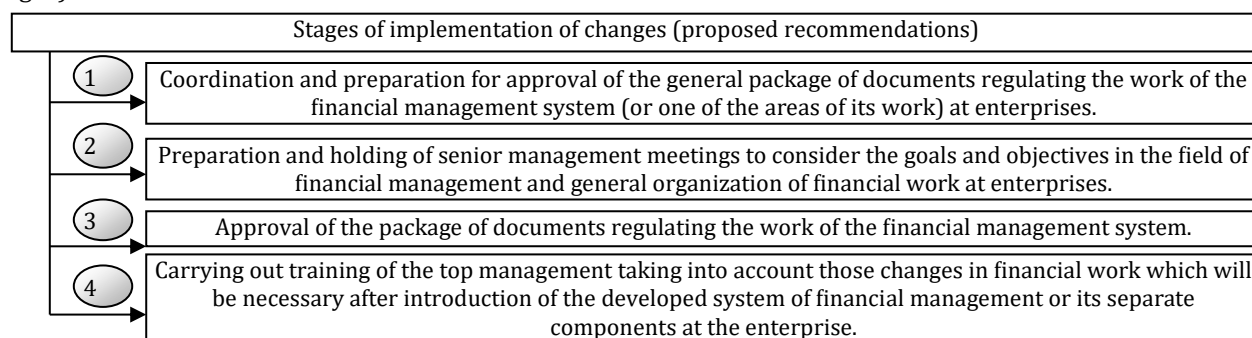 Stages of implementation of changes (proposed recommendations)
1
Coordination and preparation for approval of the general package of documents regulating the work of the
financial management system (or one of the areas of its work) at enterprises.
2
Preparation and holding of senior management meetings to consider the goals and objectives in the field of
financial management and general organization of financial work at enterprises.
3
Approval of the package of documents regulating the work of the financial management system.
4
Carrying out training of the top management taking into account those changes in financial work which will
be necessary after introduction of the developed system of financial management or its separate
components at the enterprise.